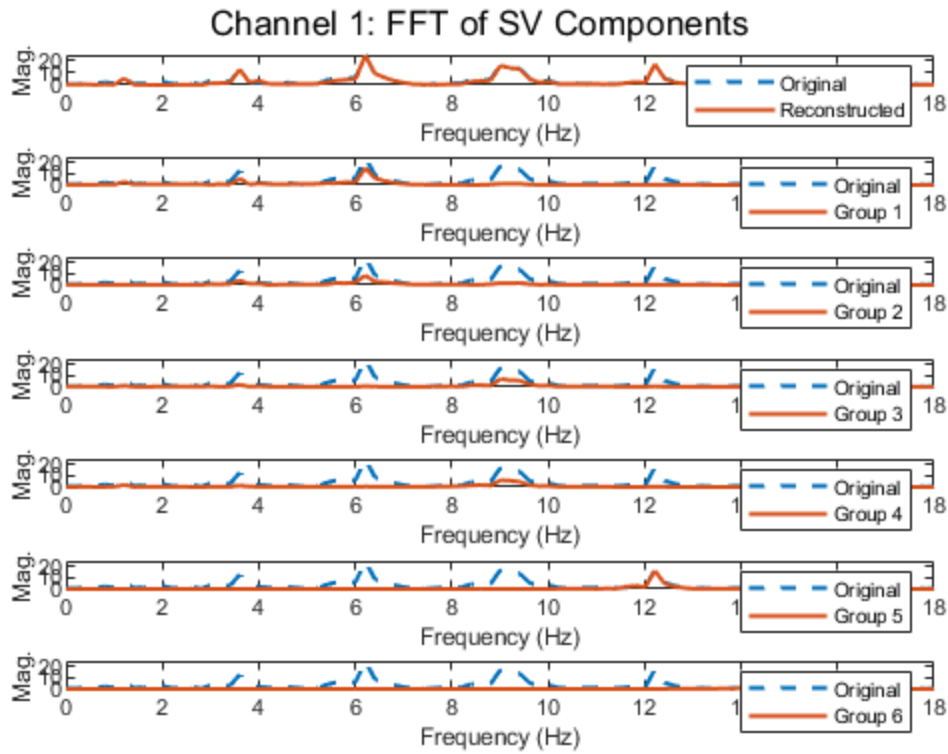 Channel 1: FFT of SV Components
Mag.
20
10
0
0 2 4 6 8 10 12 18
Frequency (Hz)
Original
Reconstructed
Mag.
20
10
0
0 2 4 6 8 10 12 1 18
Frequency (Hz)
Original
Group 1
Mag.
20
10
0
0 2 4 6 8 10 12 1 18
Frequency (Hz)
Original
Group 2
Mag.
20
10
0
0 2 4 6 8 10 12 1 18
Frequency (Hz)
Original
Group 3
Mag.
20
10
0
0 2 4 6 8 10 12 1 18
Frequency (Hz)
Original
Group 4
Mag.
20
10
0
0 2 4 6 8 10 12 1 18
Frequency (Hz)
Original
Group 5
Mag.
20
10
0
0 2 4 6 8 10 12 1 18
Frequency (Hz)
Original
Group 6